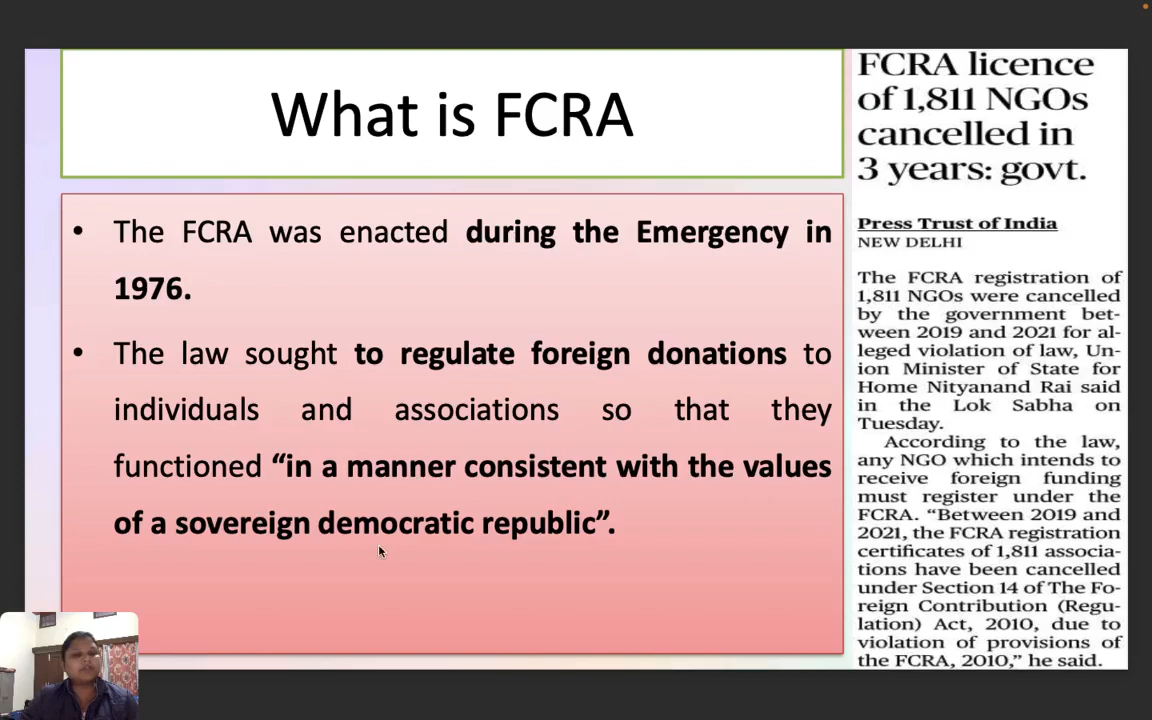 What is FCRA
• The FCRA was enacted during the Emergency in
1976.
• The law sought to regulate foreign donations to
individuals and associations so that they
functioned “in a manner consistent with the values
of a sovereign democratic republic”.
FCRA licence
of 1,811 NGOs
cancelled in
3 years: govt.
Press Trust of India
NEW DELHI
The FCRA registration of
1,811 NGOs were cancelled
by the government bet-
ween 2019 and 2021 for al-
leged violation of law, Un-
ion Minister of State for
Home Nityanand Rai said
in the Lok Sabha on
Tuesday.
According to the law,
any NGO which intends to
receive foreign funding
must register under the
FCRA. “Between 2019 and
2021, the FCRA registration
certificates of 1,811 associa-
tions have been cancelled
under Section 14 of The Fo-
reign Contribution (Regu-
lation) Act, 2010, due to
violation of provisions of
the FCRA, 2010,” he said.